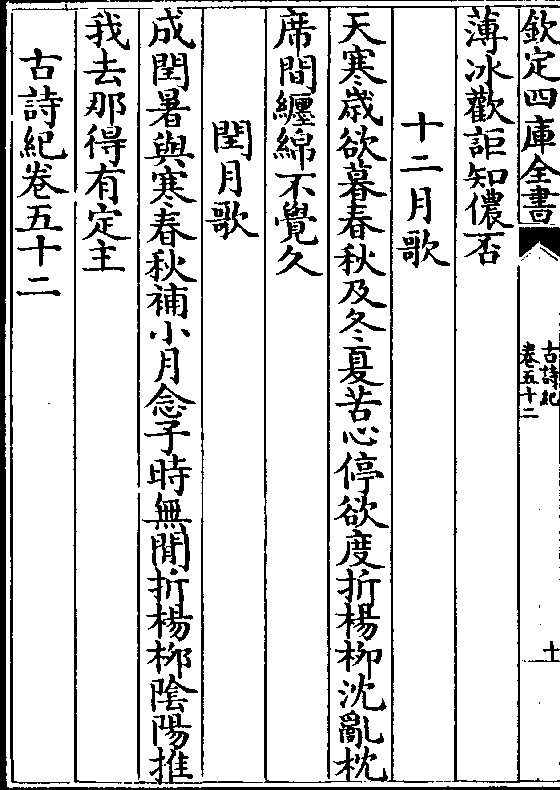 欽定四庫全書
古詩紀
卷五十二
十
薄冰歡詎知儂否
十二月歌
天寒歲欲暮春秋及冬夏苦心停欲度折楊柳沈亂枕
席間纏綿不覺久
閏月歌
成閏暑與寒春秋補小月念子時無閒折楊柳陰陽推
我去那得有定主
古詩紀卷五十二